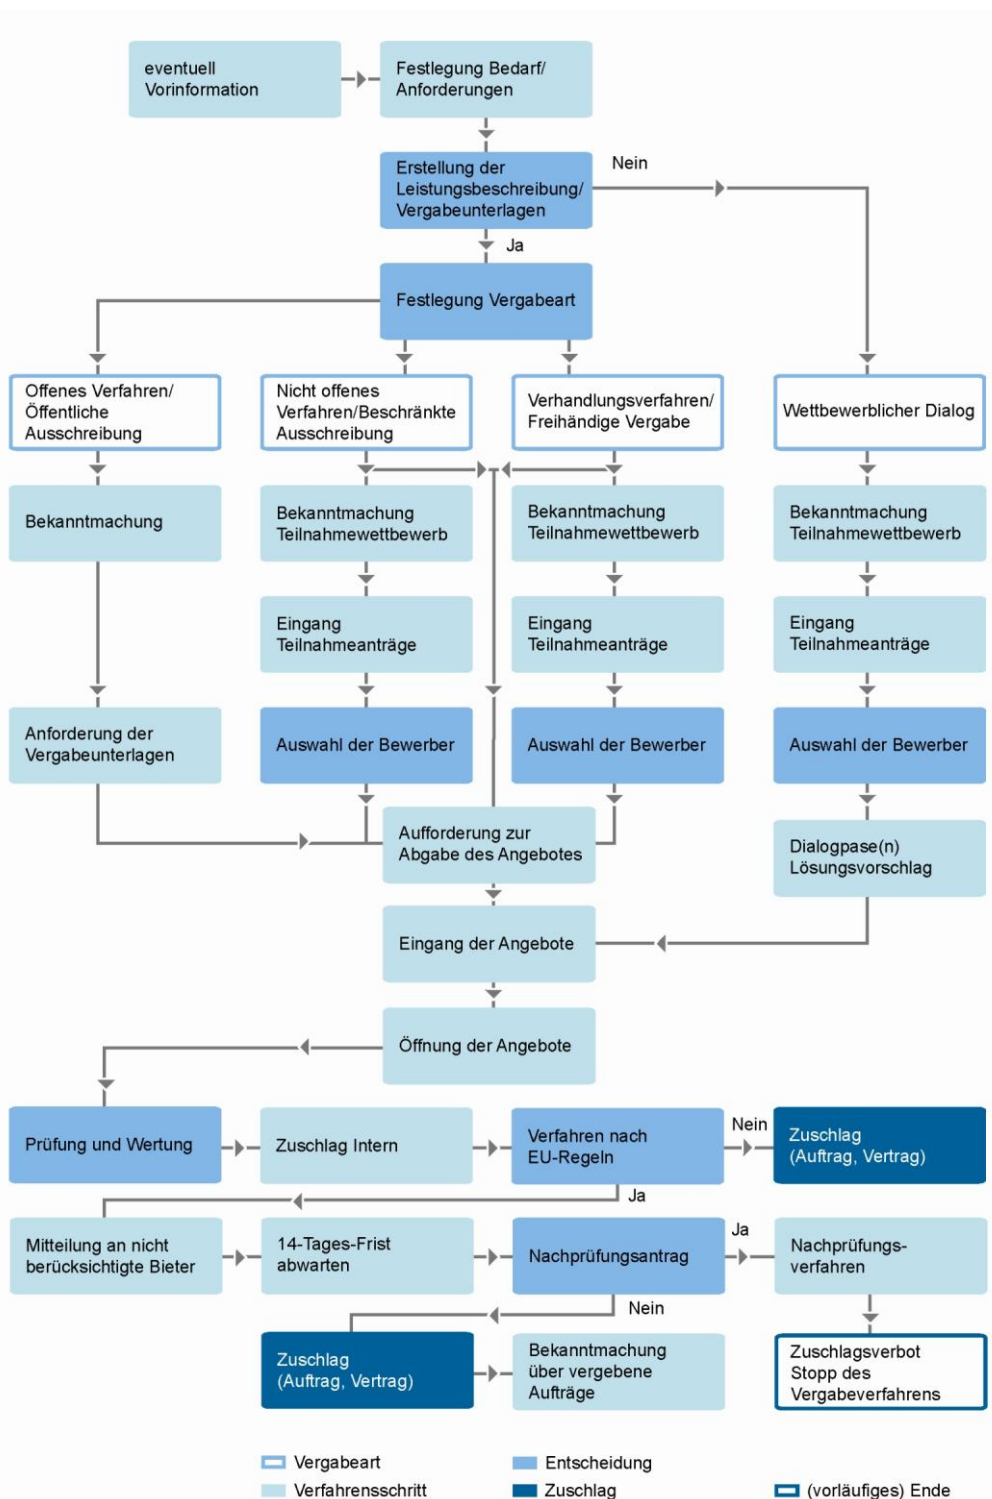 eventuell
Vorinformation
Festlegung Bedarf/
Anforderungen
Erstellung der
Leistungsbeschreibung/
Vergabeunterlagen
Nein
Ja
Festlegung Vergabeart
Offenes Verfahren/
Öffentliche
Ausschreibung
Nicht offenes
Verfahren/Beschränkte
Ausschreibung
Verhandlungsverfahren/
Freihändige Vergabe
Wettbewerblicher Dialog
Bekanntmachung
Bekanntmachung
Teilnahmewettbewerb
Bekanntmachung
Teilnahmewettbewerb
Bekanntmachung
Teilnahmewettbewerb
Eingang
Teilnahmeanträge
Eingang
Teilnahmeanträge
Eingang
Teilnahmeanträge
Anforderung der
Vergabeunterlagen
Auswahl der Bewerber
Auswahl der Bewerber
Auswahl der Bewerber
Aufforderung zur
Abgabe des Angebotes
Dialogpase(n)
Lösungsvorschlag
Eingang der Angebote
Öffnung der Angebote
Prüfung und Wertung
Zuschlag Intern
Verfahren nach
EU-Regeln
Nein
Zuschlag
(Auftrag, Vertrag)
Ja
Mitteilung an nicht
berücksichtigte Bieter
14-Tages-Frist
abwarten
Nachprüfungsantrag
Ja
Nachprüfungs-
verfahren
Nein
Zuschlag
(Auftrag, Vertrag)
Bekanntmachung
über vergebene
Aufträge
Zuschlagsverbot
Stopp des
Vergabeverfahrens
Vergabeart
Entscheidung
Verfahrensschritt
Zuschlag
(vorläufiges) Ende